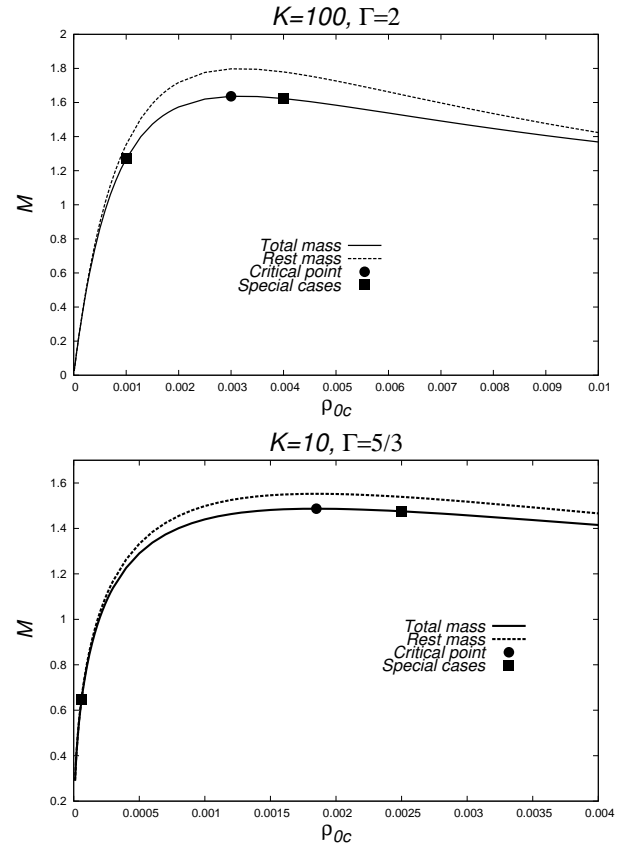 K=100, Γ=2
2
1.8
1.6
1.4
1.2
1
0.8
0.6
0.4
0.2
0
M
Total mass
Rest mass
Critical point
Special cases
0 0.001 0.002 0.003 0.004 0.005 0.006 0.007 0.008 0.009 0.01
ρ0c
K=10, Γ=5/3
1.8
1.6
1.4
1.2
1
0.8
0.6
0.4
0.2
M
Total mass
Rest mass
Critical point
Special cases
0 0.0005 0.001 0.0015 0.002 0.0025 0.003 0.0035 0.004
ρ0c